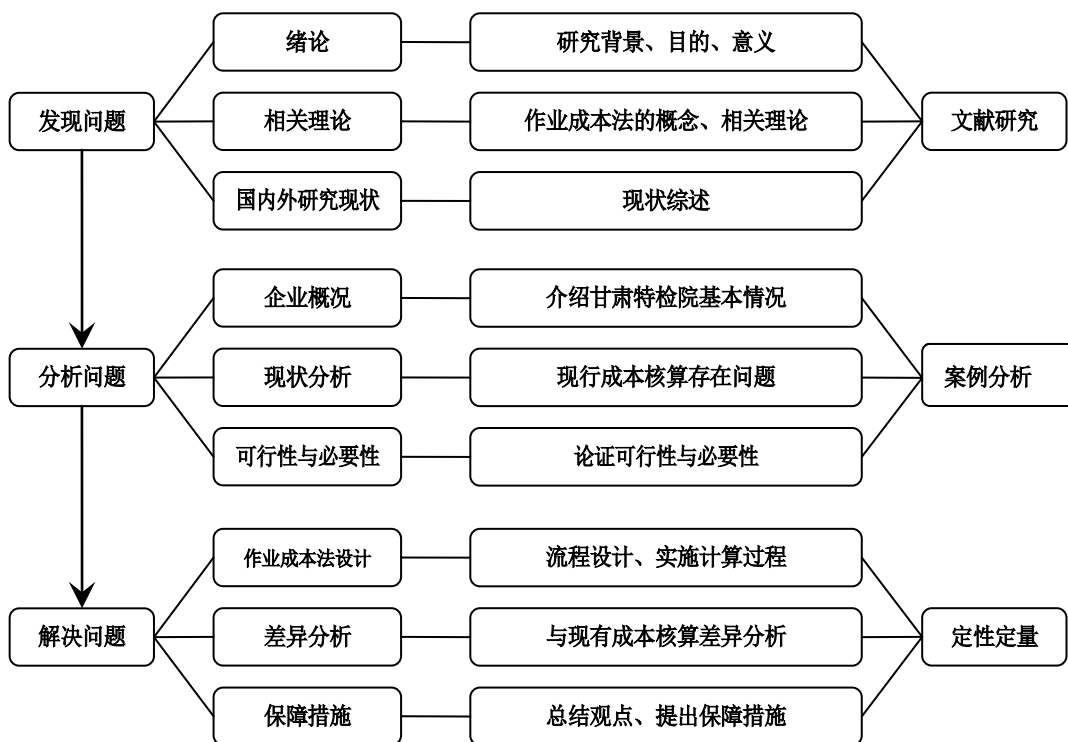 绪论
研究背景、目的、意义
发现问题
相关理论
作业成本法的概念、相关理论
文献研究
国内外研究现状
现状综述
企业概况
介绍甘肃特检院基本情况
分析问题
现状分析
现行成本核算存在问题
案例分析
可行性与必要性
论证可行性与必要性
作业成本法设计
流程设计、实施计算过程
解决问题
差异分析
与现有成本核算差异分析
定性定量
保障措施
总结观点、提出保障措施